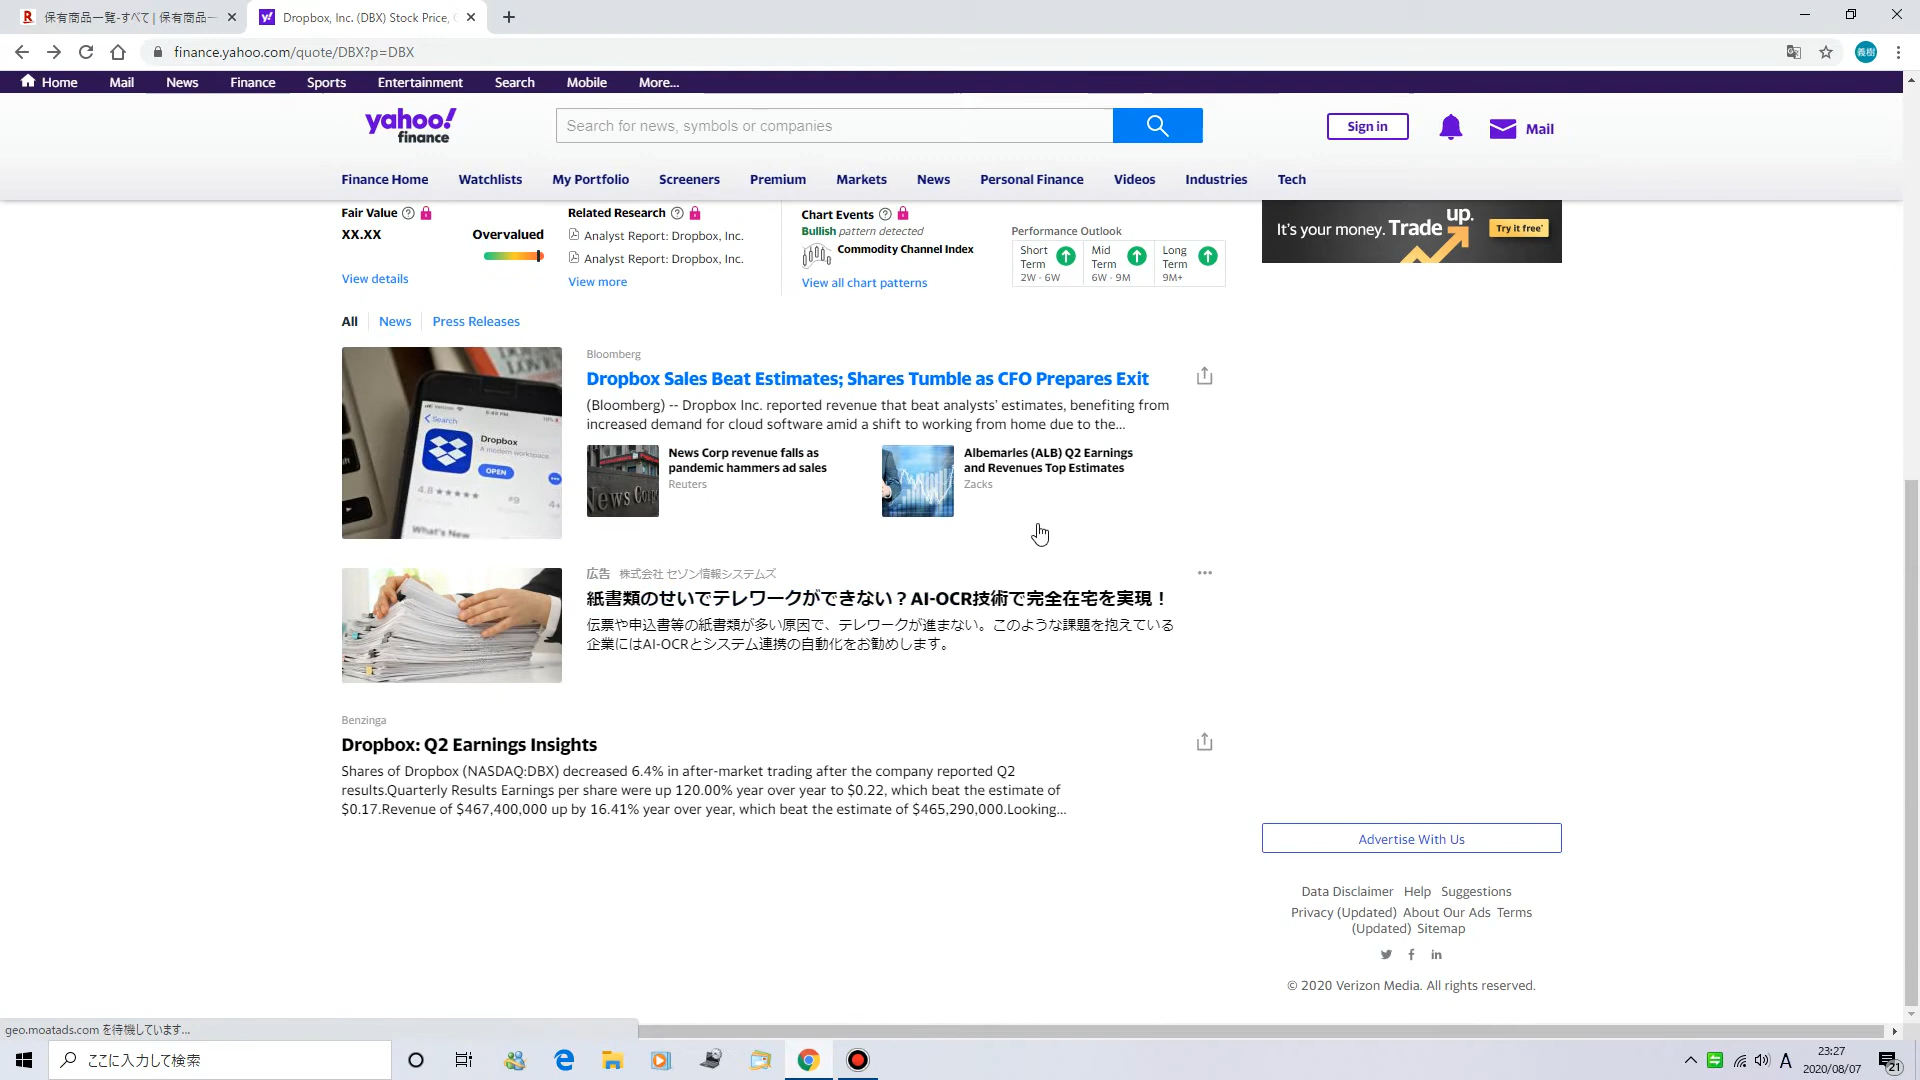 保有商品一覧-すべて | 保有商品一
Dropbox, Inc. (DBX) Stock Price,
finance.yahoo.com/quote/DBX?p=DBX
義樹
Home Mail News Finance Sports Entertainment Search Mobile More...
yahoo!
finance
Search for news, symbols or companies
Sign in
Mail
Finance Home Watchlists My Portfolio Screeners Premium Markets News Personal Finance Videos Industries Tech
Fair Value
XX.XX
Overvalued
View details
Related Research
Analyst Report: Dropbox, Inc.
Analyst Report: Dropbox, Inc.
View more
Chart Events
Bullish pattern detected
Commodity Channel Index
View all chart patterns
Performance Outlook
Short Term
2W - 6W
Mid Term
6W - 9M
Long Term
9M+
It's your money. Trade up.
Try it free*
All News Press Releases
Search
Dropbox
A modern workspace
OPEN
4.8 ★★★★★
#9
4+
What's New
Bloomberg
Dropbox Sales Beat Estimates; Shares Tumble as CFO Prepares Exit
(Bloomberg) -- Dropbox Inc. reported revenue that beat analysts' estimates, benefiting from
increased demand for cloud software amid a shift to working from home due to the...
News Corp
News Corp revenue falls as
pandemic hammers ad sales
Reuters
Albemarles (ALB) Q2 Earnings
and Revenues Top Estimates
Zacks
広告 株式会社 セゾン情報システムズ
紙書類のせいでテレワークができない？AI-OCR技術で完全在宅を実現！
伝票や申込書等の紙書類が多い原因で、テレワークが進まない。このような課題を抱えている
企業にはAI-OCRとシステム連携の自動化をお勧めします。
Benzinga
Dropbox: Q2 Earnings Insights
Shares of Dropbox (NASDAQ:DBX) decreased 6.4% in after-market trading after the company reported Q2
results.Quarterly Results Earnings per share were up 120.00% year over year to $0.22, which beat the estimate of
$0.17.Revenue of $467,400,000 up by 16.41% year over year, which beat the estimate of $465,290,000.Looking...
Advertise With Us
Data Disclaimer Help Suggestions
Privacy (Updated) About Our Ads Terms
(Updated) Sitemap
© 2020 Verizon Media. All rights reserved.
geo.moatads.com を待機しています...
ここに入力して検索
A
23:27
2020/08/07
21